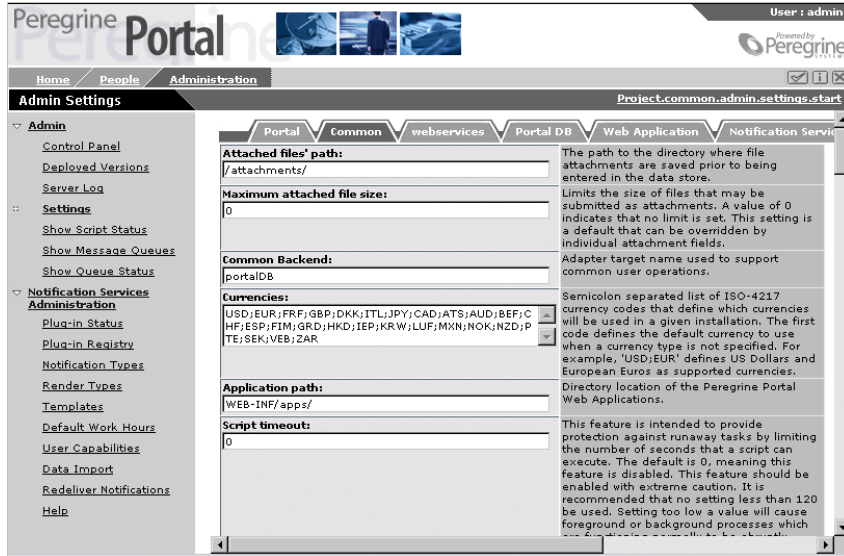 Peregrine Portal
User : admin
Powered by
Peregrine
SYSTEMS
Home
People
Administration
Admin Settings
Project.common.admin.settings.start
Admin
Control Panel
Deployed Versions
Server Log
Settings
Show Script Status
Show Message Queues
Show Queue Status
Notification Services
Administration
Plug-in Status
Plug-in Registry
Notification Types
Render Types
Templates
Default Work Hours
User Capabilities
Data Import
Redeliver Notifications
Help
Portal
Common
webservices
Portal DB
Web Application
Notification Servic
Attached files' path:
/attachments/
The path to the directory where file
attachments are saved prior to being
entered in the data store.
Maximum attached file size:
0
Limits the size of files that may be
submitted as attachments. A value of 0
indicates that no limit is set. This setting is
a default that can be overridden by
individual attachment fields.
Common Backend:
portalDB
Adapter target name used to support
common user operations.
Currencies:
USD;EUR;FRF;GBP;DKK;ITL;JPY;CAD;ATS;AUD;BEF;C
HF;ESP;FIM;GRD;HKD;IEP;KRW;LUF;MXN;NOK;NZD;P
TE;SEK;VEB;ZAR
Semicolon separated list of ISO-4217
currency codes that define which currencies
will be used in a given installation. The first
code defines the default currency to use
when a currency type is not specified. For
example, 'USD;EUR' defines US Dollars and
European Euros as supported currencies.
Application path:
WEB-INF/apps/
Directory location of the Peregrine Portal
Web Applications.
Script timeout:
0
This feature is intended to provide
protection against runaway tasks by limiting
the number of seconds that a script can
execute. The default is 0, meaning this
feature is disabled. This feature should be
enabled with extreme caution. It is
recommended that no setting less than 120
be used. Setting too low a value will cause
foreground or background processes which